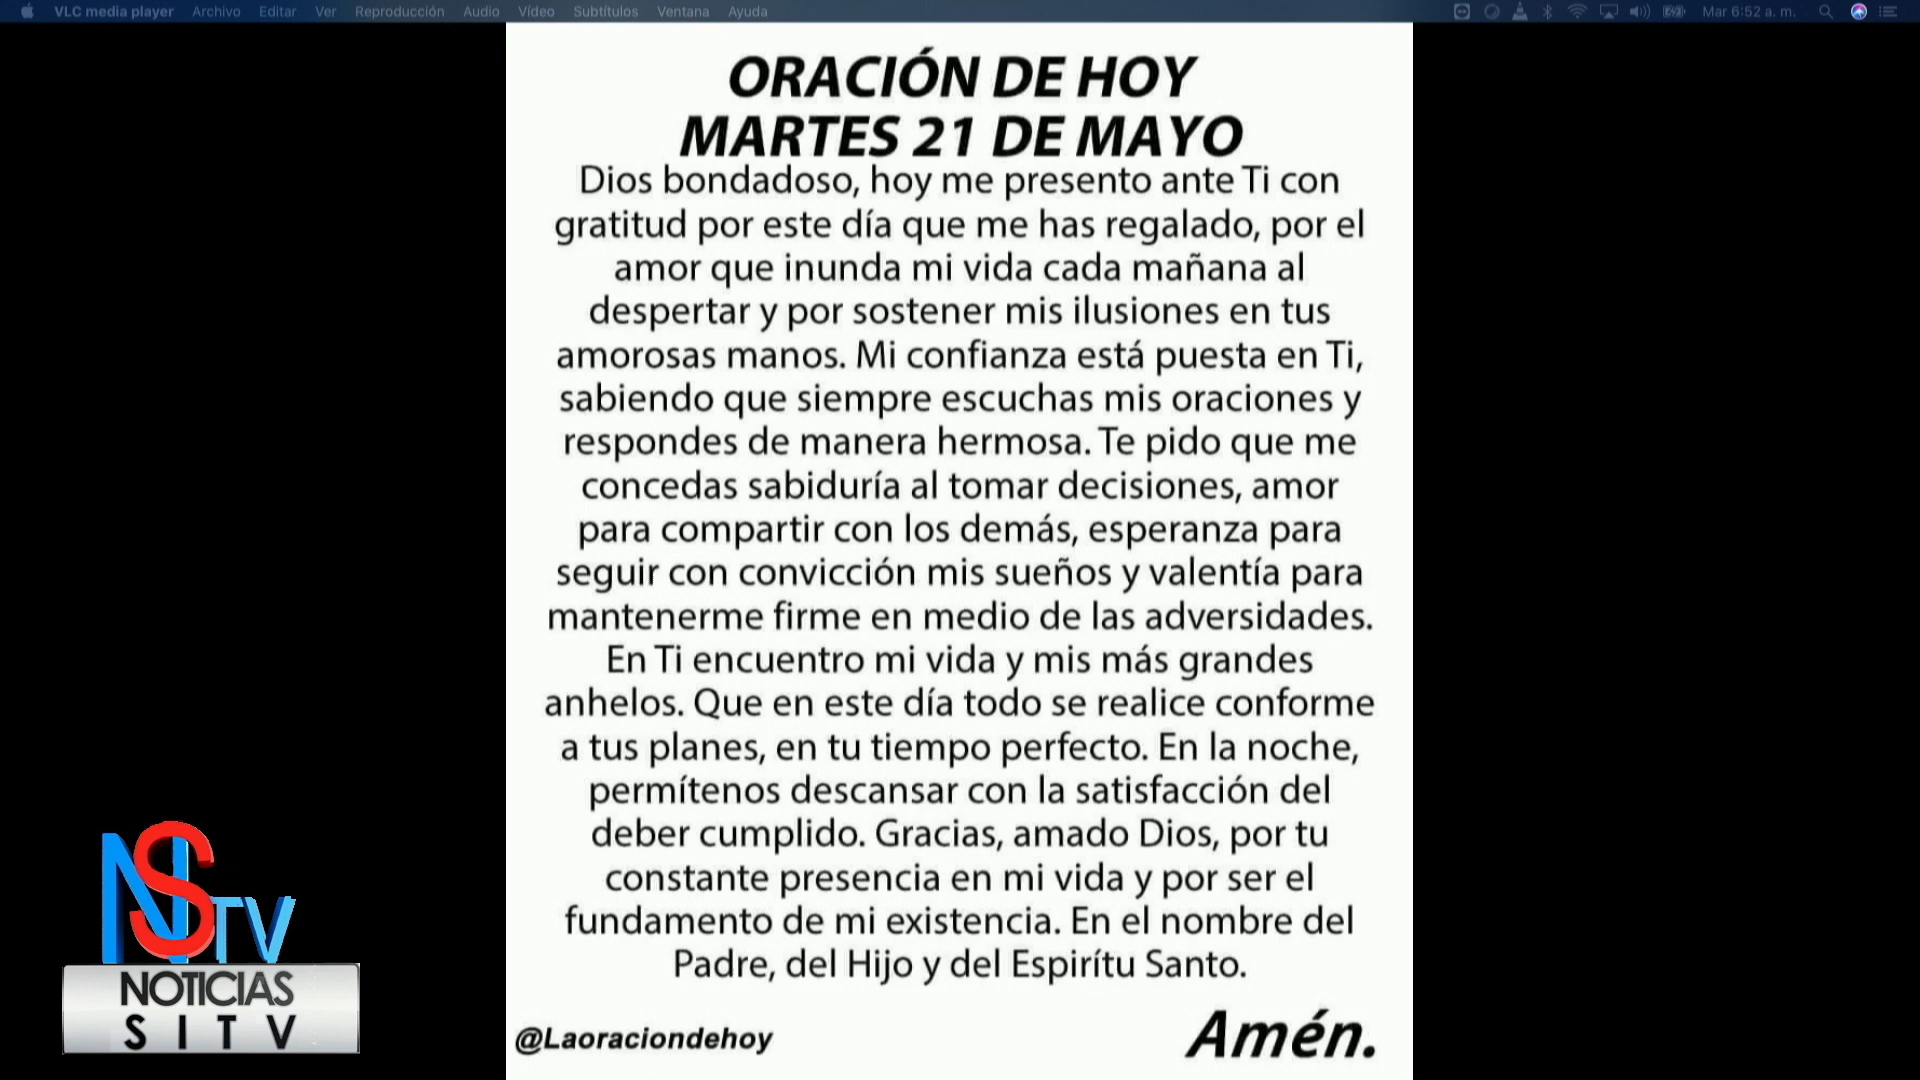 VLC media player Archivo Editar Ver Reproducción Audio Vídeo Subtítulos Ventana Ayuda Mar 6:52 a. m.
ORACIÓN DE HOY
MARTES 21 DE MAYO
Dios bondadoso, hoy me presento ante Ti con
gratitud por este día que me has regalado, por el
amor que inunda mi vida cada mañana al
despertar y por sostener mis ilusiones en tus
amorosas manos. Mi confianza está puesta en Ti,
sabiendo que siempre escuchas mis oraciones y
respondes de manera hermosa. Te pido que me
concedas sabiduría al tomar decisiones, amor
para compartir con los demás, esperanza para
seguir con convicción mis sueños y valentía para
mantenerme firme en medio de las adversidades.
En Ti encuentro mi vida y mis más grandes
anhelos. Que en este día todo se realice conforme
a tus planes, en tu tiempo perfecto. En la noche,
permítenos descansar con la satisfacción del
deber cumplido. Gracias, amado Dios, por tu
constante presencia en mi vida y por ser el
fundamento de mi existencia. En el nombre del
Padre, del Hijo y del Espirítu Santo.
@Laoraciondehoy
Amén.
NSTV
NOTICIAS
SITV